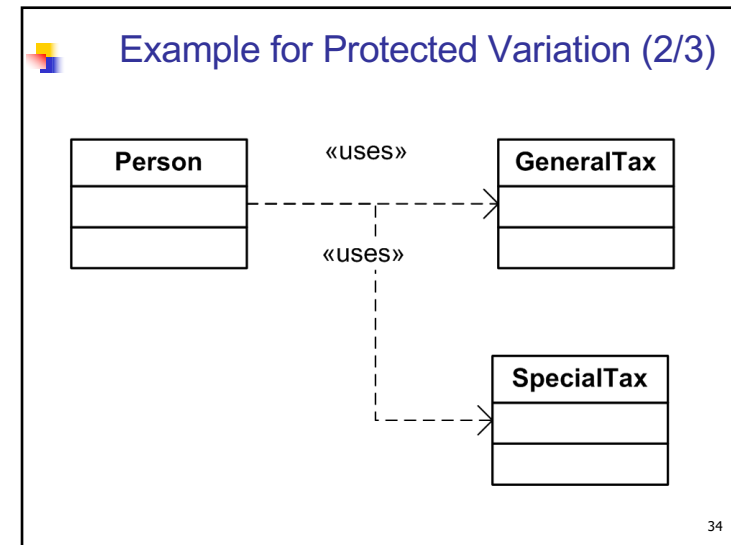 Example for Protected Variation (2/3)
Person
«uses»
GeneralTax
«uses»
SpecialTax
34